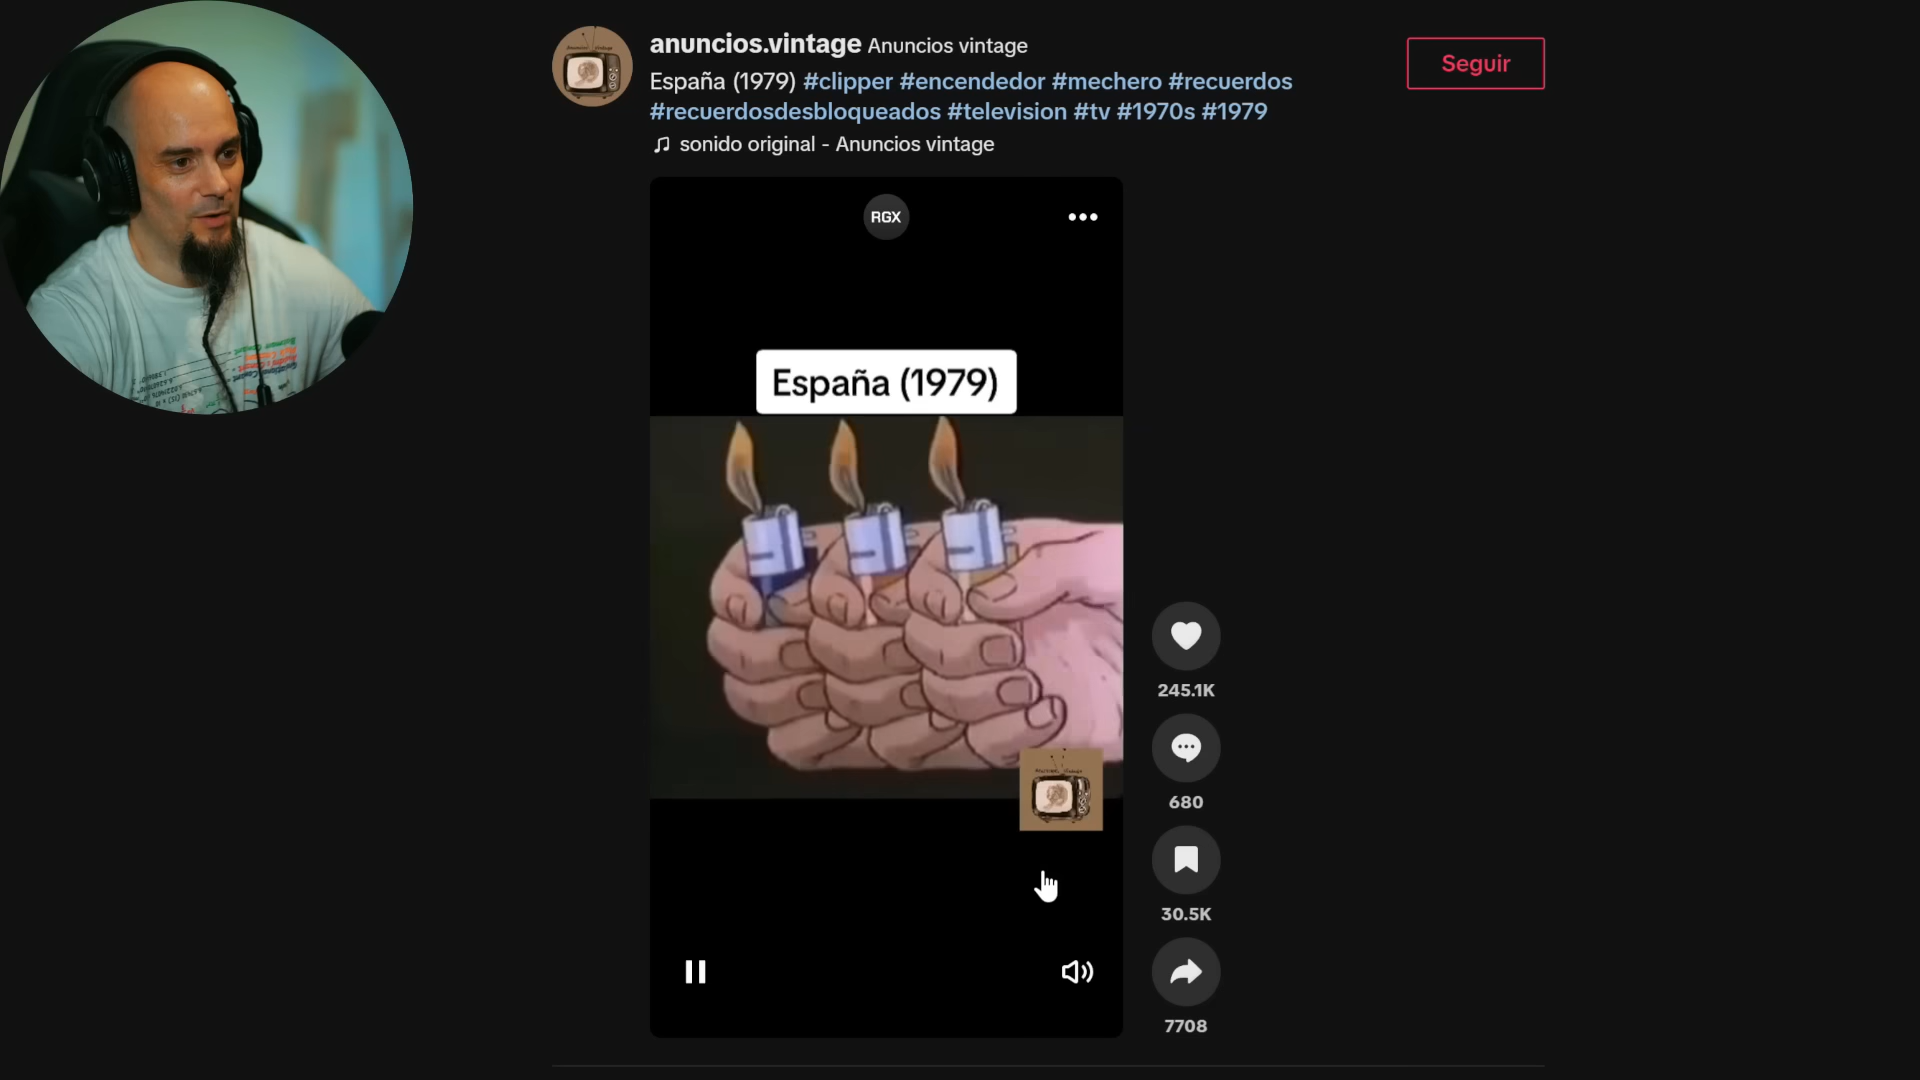 anuncios.vintage Anuncios vintage
Seguir
España (1979) #clipper #encendedor #mechero #recuerdos
#recuerdosdesbloqueados #television #tv #1970s #1979
sonido original - Anuncios vintage
RGX
España (1979)
245.1K
680
30.5K
7708